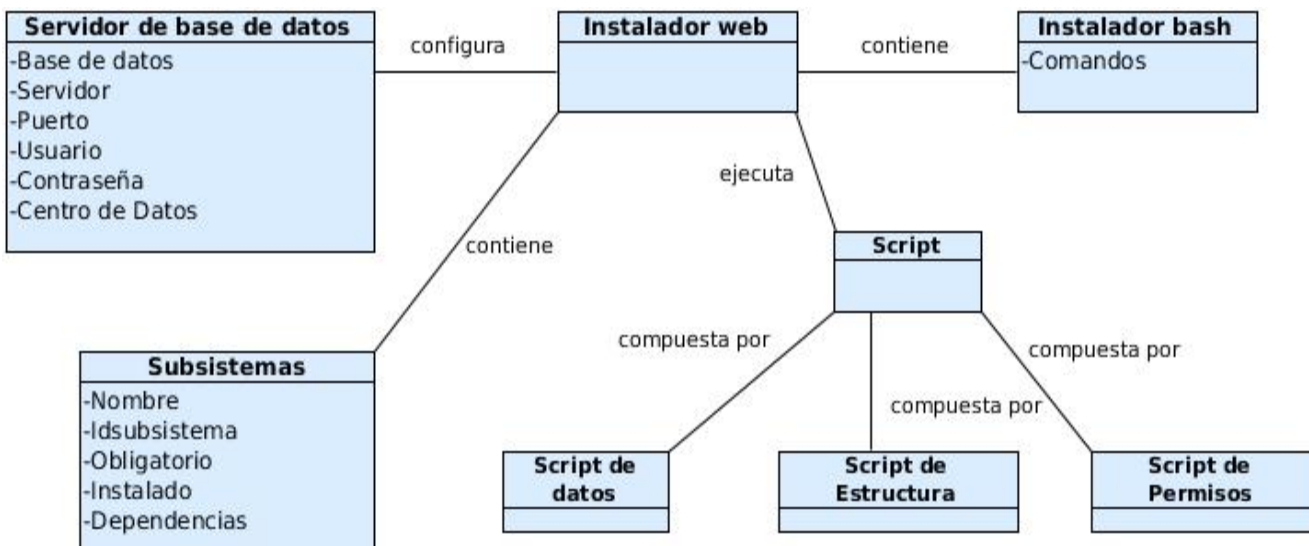 Servidor de base de datos
-Base de datos
-Servidor
-Puerto
-Usuario
-Contraseña
-Centro de Datos
configura
Instalador web
contiene
Instalador bash
-Comandos
ejecuta
contiene
Script
Subsistemas
-Nombre
-Idsubsistema
-Obligatorio
-Instalado
-Dependencias
compuesta por
compuesta por
compuesta por
Script de
datos
Script de
Estructura
Script de
Permisos